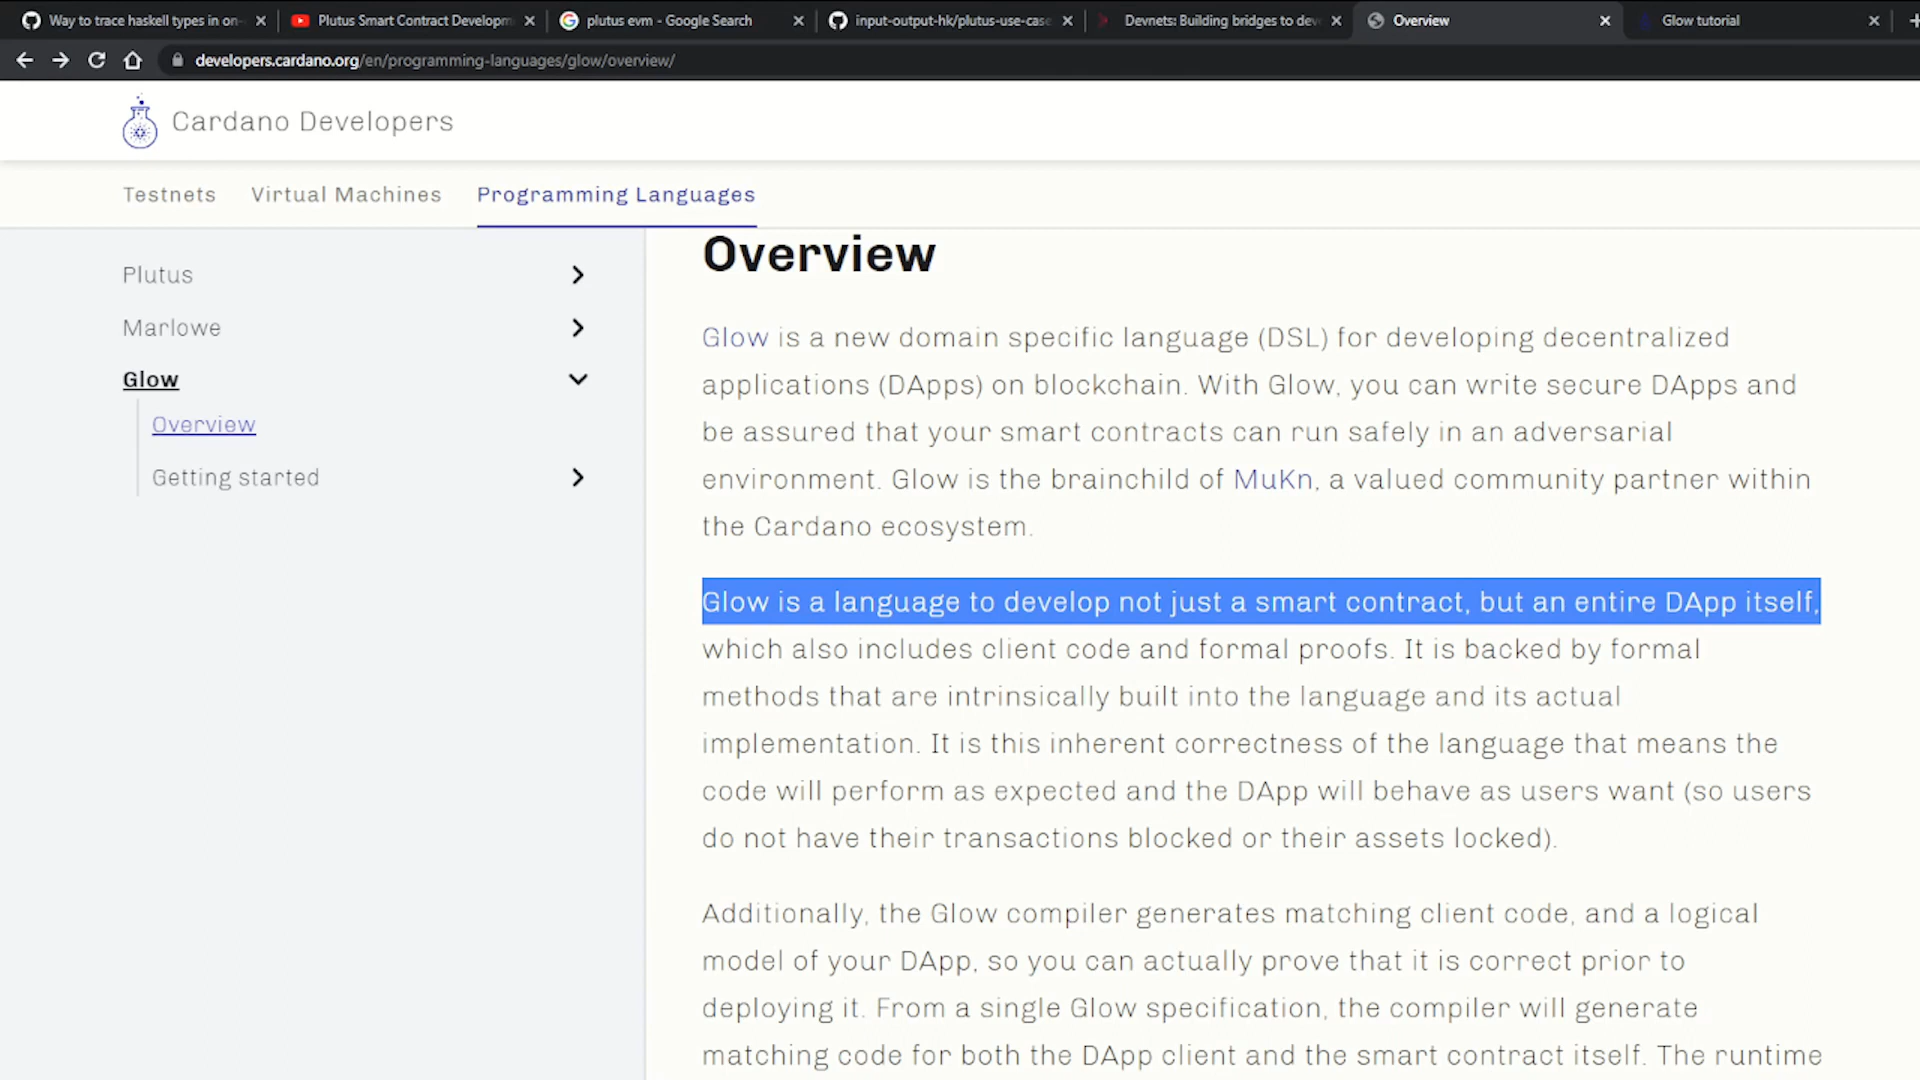 Way to trace haskell types in on-
Plutus Smart Contract Developm
plutus evm - Google Search
input-output-hk/plutus-use-case
Devnets: Building bridges to dev
Overview
Glow tutorial
developers.cardano.org/en/programming-languages/glow/overview/
Cardano Developers
Testnets
Virtual Machines
Programming Languages
Plutus
Marlowe
Glow
Overview
Getting started
Overview
Glow is a new domain specific language (DSL) for developing decentralized
applications (DApps) on blockchain. With Glow, you can write secure DApps and
be assured that your smart contracts can run safely in an adversarial
environment. Glow is the brainchild of MuKn, a valued community partner within
the Cardano ecosystem.
Glow is a language to develop not just a smart contract, but an entire DApp itself,
which also includes client code and formal proofs. It is backed by formal
methods that are intrinsically built into the language and its actual
implementation. It is this inherent correctness of the language that means the
code will perform as expected and the DApp will behave as users want (so users
do not have their transactions blocked or their assets locked).
Additionally, the Glow compiler generates matching client code, and a logical
model of your DApp, so you can actually prove that it is correct prior to
deploying it. From a single Glow specification, the compiler will generate
matching code for both the DApp client and the smart contract itself. The runtime